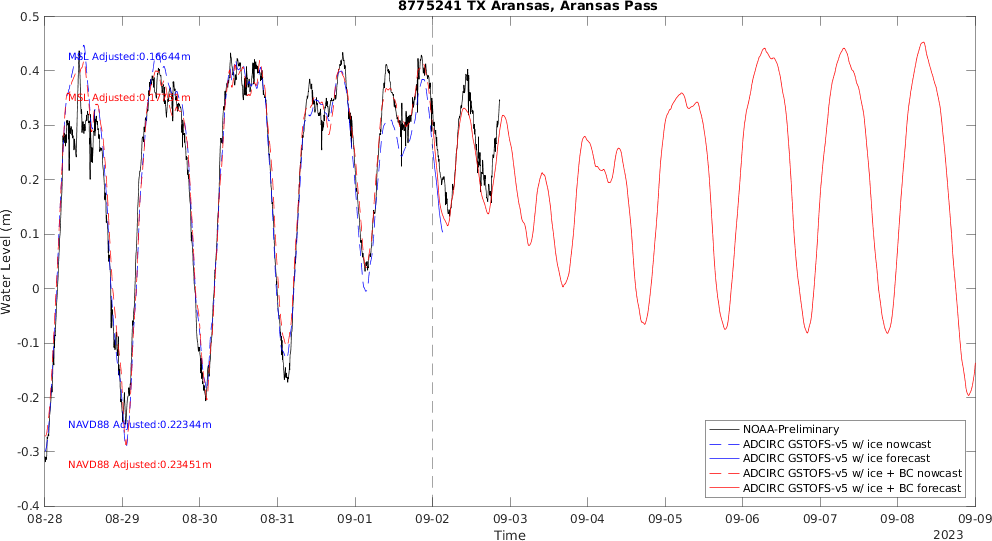 8775241 TX Aransas, Aransas Pass
0.5
0.4
0.3
0.2
0.1
0
-0.1
-0.2
-0.3
-0.4
Water Level (m)
MSL Adjusted:0.16644m
MSL Adjusted:
NAVD88 Adjusted:0.22344m
NAVD88 Adjusted:0.23451m
NOAA-Preliminary
ADCIRC GSTOFS-v5 w/ ice nowcast
ADCIRC GSTOFS-v5 w/ ice forecast
ADCIRC GSTOFS-v5 w/ ice + BC nowcast
ADCIRC GSTOFS-v5 w/ ice + BC forecast
08-28 08-29 08-30 08-31 09-01 09-02 09-03 09-04 09-05 09-06 09-07 09-08 09-09
Time
2023